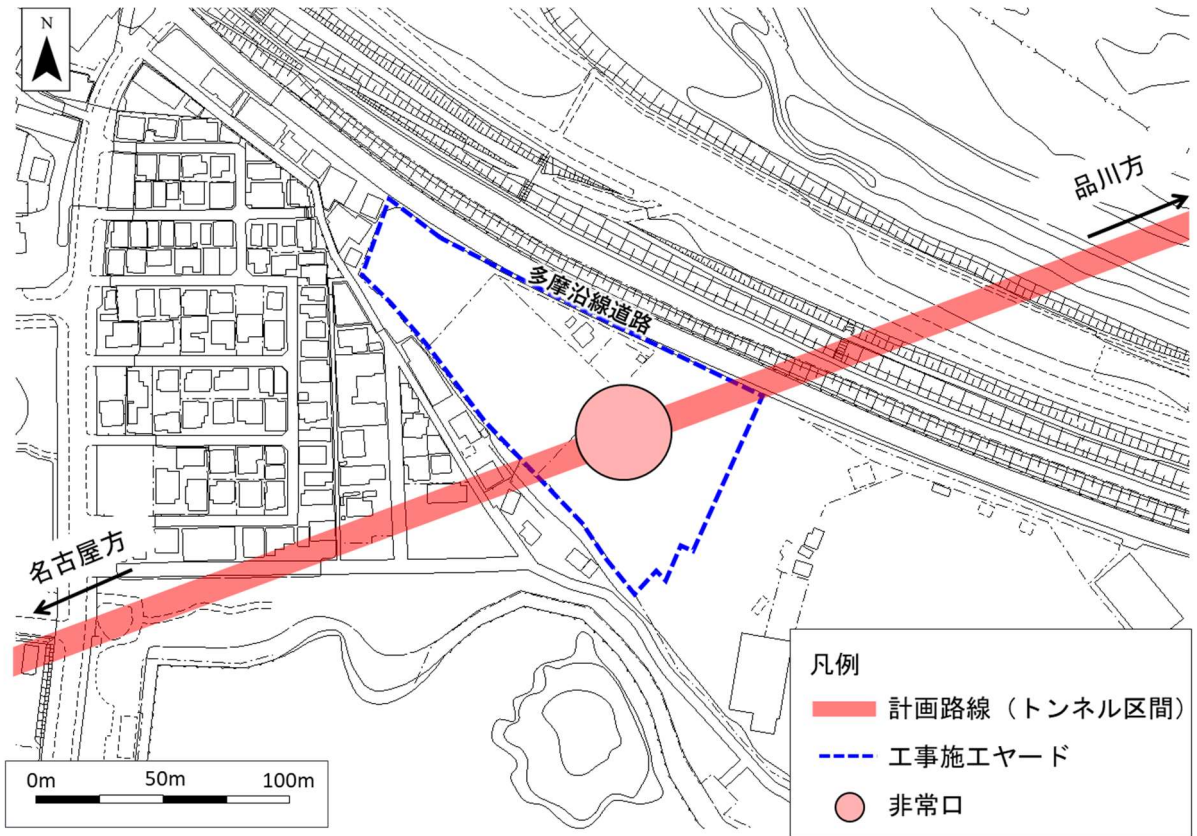 N
品川方
多摩沿線道路
名古屋方
0m 50m 100m
凡例
計画路線（トンネル区間）
工事施工ヤード
非常口